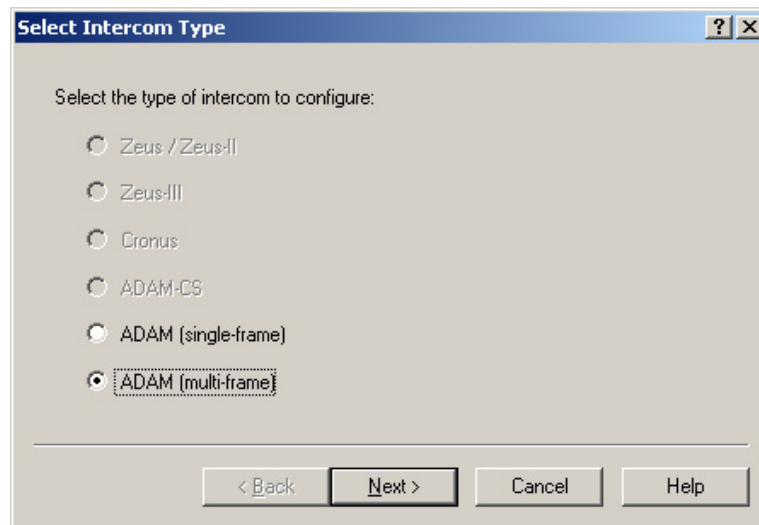 Select Intercom Type
Select the type of intercom to configure:
Zeus / Zeus-II
Zeus-III
Cronus
ADAM-CS
ADAM (single-frame)
ADAM (multi-frame)
< Back Next > Cancel Help